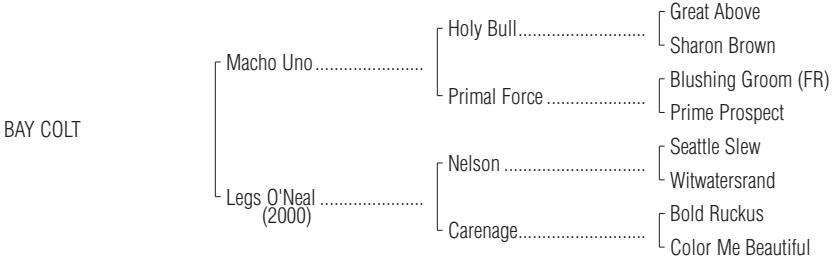 Great Above
Holy Bull..............................
Sharon Brown
Macho Uno.........................
Blushing Groom (FR)
Primal Force .......................
Prime Prospect
BAY COLT
Seattle Slew
Nelson .................................
Witwatersrand
Legs O'Neal ........................
(2000)
Bold Ruckus
Carenage..............................
Color Me Beautiful